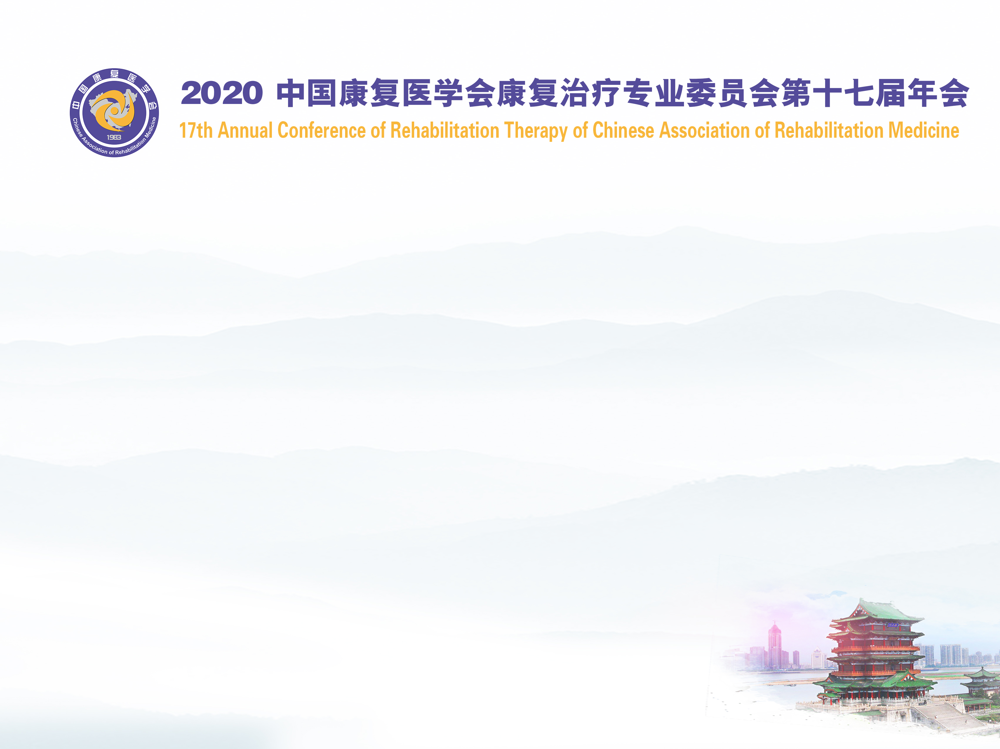 中国康复医学会
1983
Chinese Association of Rehabilitation Medicine
2020 中国康复医学会康复治疗专业委员会第十七届年会
17th Annual Conference of Rehabilitation Therapy of Chinese Association of Rehabilitation Medicine